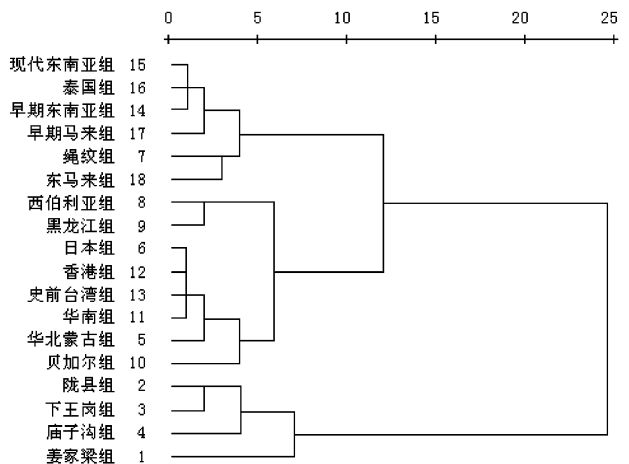 0 5 10 15 20 25
现代东南亚组 15
泰国组 16
早期东南亚组 14
早期马来组 17
绳纹组 7
东马来组 18
西伯利亚组 8
黑龙江组 9
日本组 6
香港组 12
史前台湾组 13
华南组 11
华北蒙古组 5
贝加尔组 10
陇县组 2
下王岗组 3
庙子沟组 4
姜家梁组 1